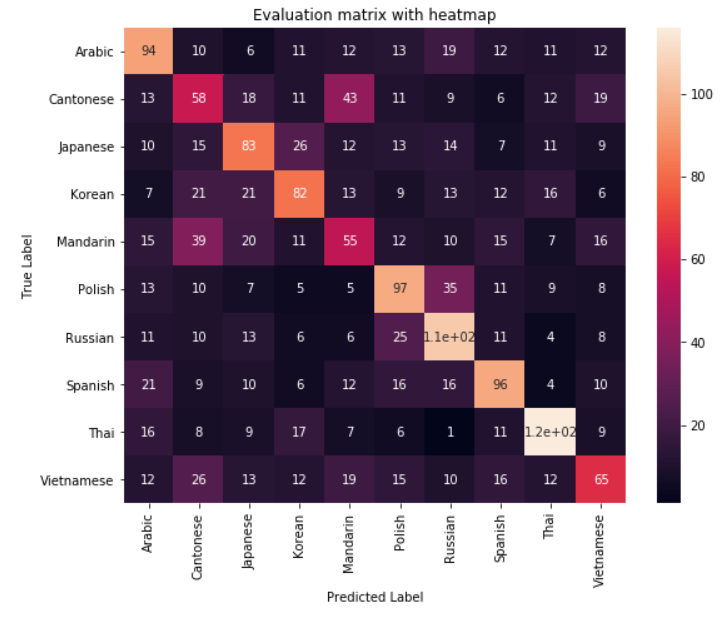 Evaluation matrix with heatmap
Arabic 94 10 6 11 12 13 19 12 11 12
Cantonese 13 58 18 11 43 11 9 6 12 19
Japanese 10 15 83 26 12 13 14 7 11 9
Korean 7 21 21 82 13 9 13 12 16 6
Mandarin 15 39 20 11 55 12 10 15 7 16
Polish 13 10 7 5 5 97 35 11 9 8
Russian 11 10 13 6 6 25 1.1e+02 11 4 8
Spanish 21 9 10 6 12 16 16 96 4 10
Thai 16 8 9 17 7 6 1 11 1.2e+02 9
Vietnamese 12 26 13 12 19 15 10 16 12 65
True Label
Arabic Cantonese Japanese Korean Mandarin Polish Russian Spanish Thai Vietnamese
Predicted Label
100
80
60
40
20